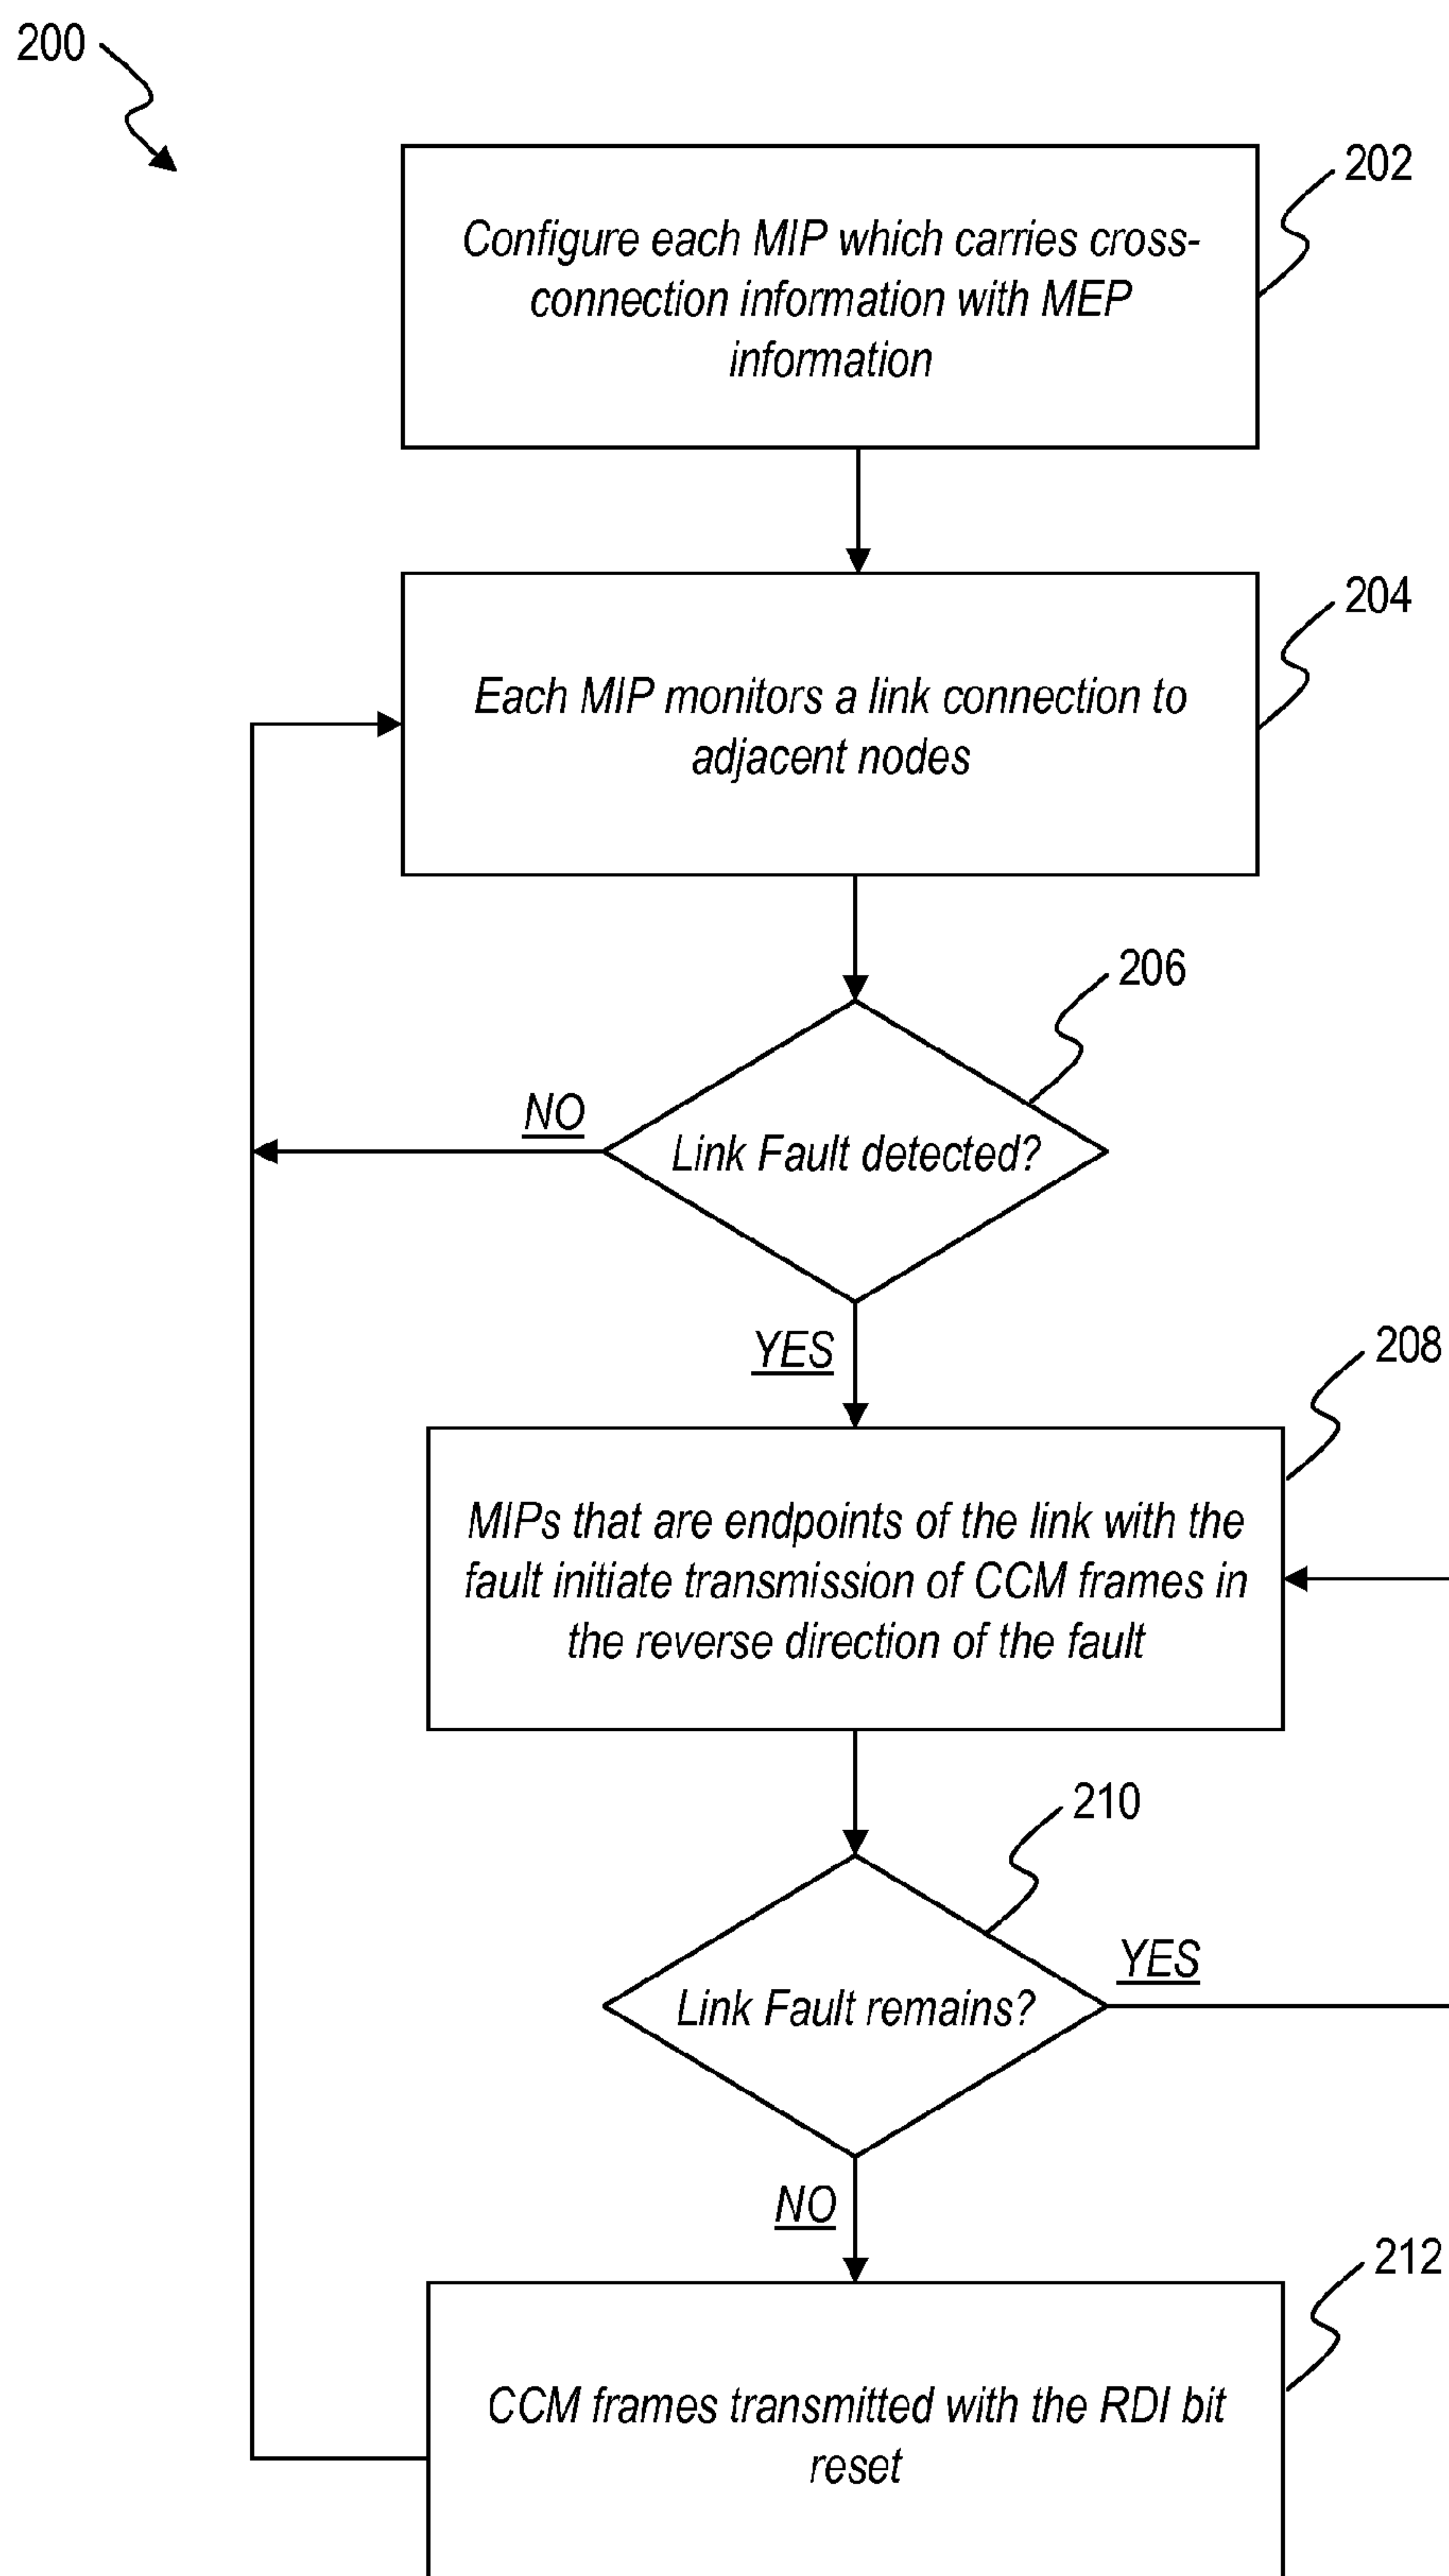 200
202
Configure each MIP which carries cross-
connection information with MEP
information
204
Each MIP monitors a link connection to
adjacent nodes
206
NO
Link Fault detected?
YES
208
MIPs that are endpoints of the link with the
fault initiate transmission of CCM frames in
the reverse direction of the fault
210
YES
Link Fault remains?
NO
212
CCM frames transmitted with the RDI bit
reset